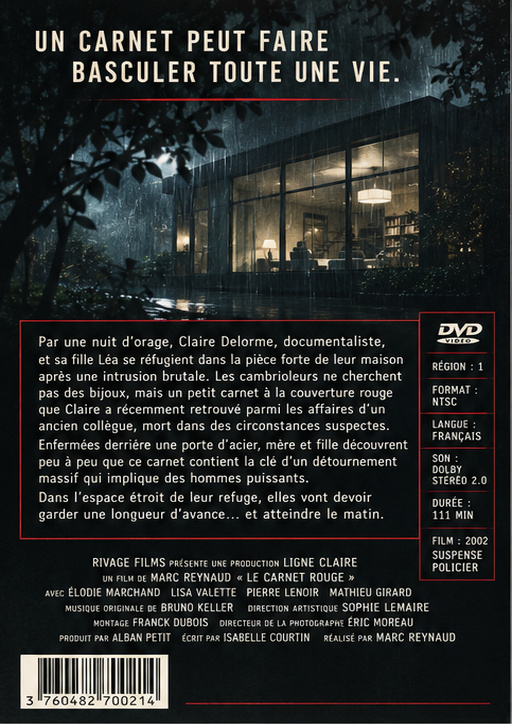 UN CARNET PEUT FAIRE
BASCULER TOUTE UNE VIE.
Par une nuit d'orage, Claire Delorme, documentaliste,
et sa fille Léa se réfugient dans la pièce forte de leur maison
après une intrusion brutale. Les cambrioleurs ne cherchent
pas des bijoux, mais un petit carnet à la couverture rouge
que Claire a récemment retrouvé parmi les affaires d'un
ancien collègue, mort dans des circonstances suspectes.
Enfermées derrière une porte d'acier, mère et fille découvrent
peu à peu que ce carnet contient la clé d'un détournement
massif qui implique des hommes puissants.
Dans l'espace étroit de leur refuge, elles vont devoir
garder une longueur d'avance... et atteindre le matin.
DVD
VIDEO
RÉGION : 1
FORMAT :
NTSC
LANGUE :
FRANÇAIS
SON :
DOLBY
STÉRÉO 2.0
DURÉE :
111 MIN
FILM : 2002
SUSPENSE
POLICIER
RIVAGE FILMS PRÉSENTE UNE PRODUCTION LIGNE CLAIRE
UN FILM DE MARC REYNAUD « LE CARNET ROUGE »
AVEC ÉLODIE MARCHAND LISA VALETTE PIERRE LENOIR MATHIEU GIRARD
MUSIQUE ORIGINALE DE BRUNO KELLER DIRECTION ARTISTIQUE SOPHIE LEMAIRE
MONTAGE FRANCK DUBOIS DIRECTEUR DE LA PHOTOGRAPHIE ÉRIC MOREAU
PRODUIT PAR ALBAN PETIT ÉCRIT PAR ISABELLE COURTIN RÉALISÉ PAR MARC REYNAUD
3 760482 700214